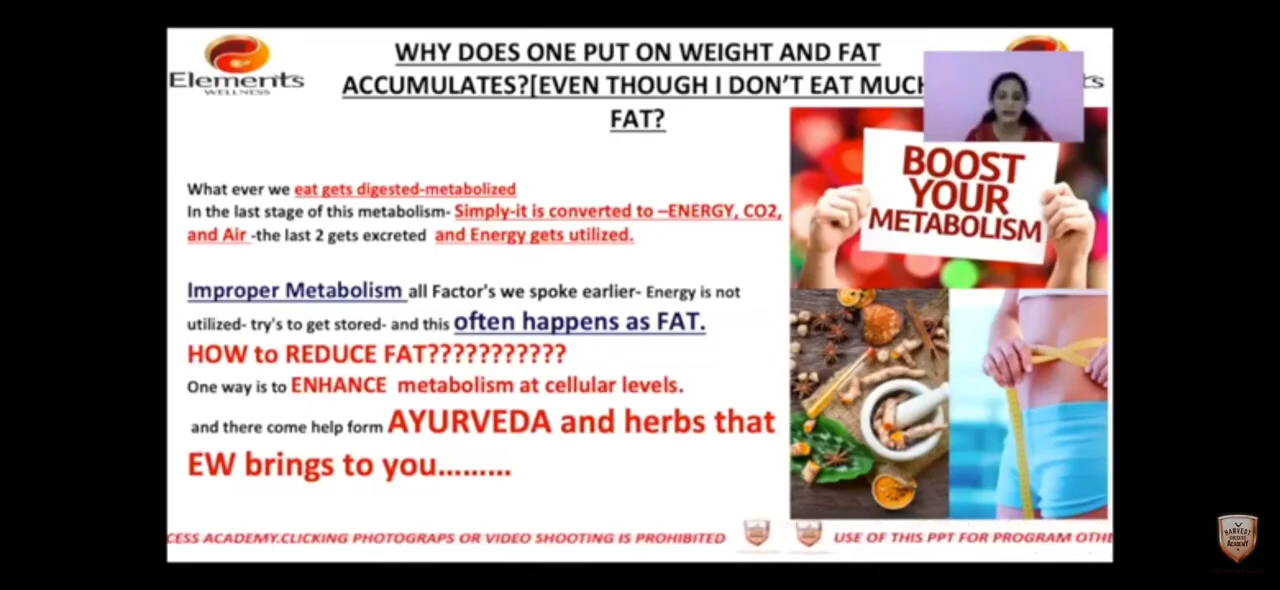 Elements
WELLNESS
WHY DOES ONE PUT ON WEIGHT AND FAT
ACCUMULATES?[EVEN THOUGH I DON'T EAT MUCH
FAT?
ts
BOOST
YOUR
METABOLISM
What ever we eat gets digested-metabolized
In the last stage of this metabolism- Simply-it is converted to –ENERGY, CO2,
and Air -the last 2 gets excreted and Energy gets utilized.
Improper Metabolism all Factor's we spoke earlier- Energy is not
utilized- try's to get stored- and this often happens as FAT.
HOW to REDUCE FAT???????????
One way is to ENHANCE metabolism at cellular levels.
and there come help form AYURVEDA and herbs that
EW brings to you.........
CESS ACADEMY.CLICKING PHOTOGRAPS OR VIDEO SHOOTING IS PROHIBITED
USE OF THIS PPT FOR PROGRAM OTHE
HARVEST
SUCCESS
ACADEMY